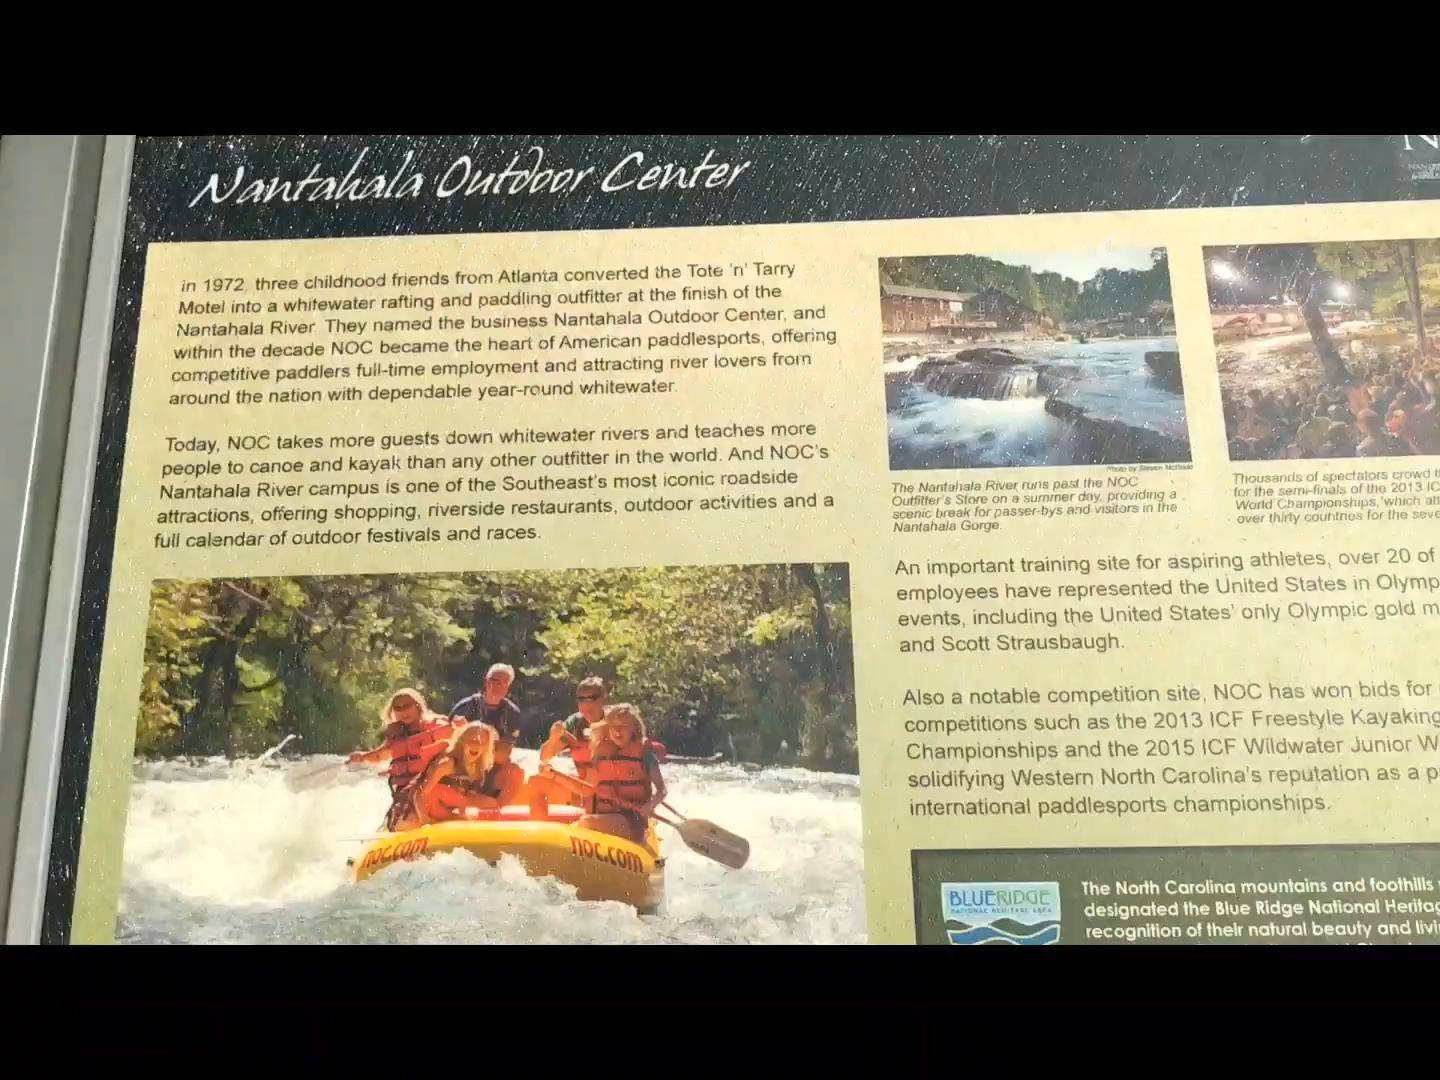 Nantahala Outdoor Center
N
in 1972, three childhood friends from Atlanta converted the Tote 'n' Tarry
Motel into a whitewater rafting and paddling outfitter at the finish of the
Nantahala River. They named the business Nantahala Outdoor Center, and
within the decade NOC became the heart of American paddlesports, offering
competitive paddlers full-time employment and attracting river lovers from
around the nation with dependable year-round whitewater.
Today, NOC takes more guests down whitewater rivers and teaches more
people to canoe and kayak than any other outfitter in the world. And NOC's
Nantahala River campus is one of the Southeast's most iconic roadside
attractions, offering shopping, riverside restaurants, outdoor activities and a
full calendar of outdoor festivals and races.
noc.com
noc.com
Photo by Steven McBride
The Nantahala River runs past the NOC
Outfitter's Store on a summer day, providing a
scenic break for passer-bys and visitors in the
Nantahala Gorge.
Thousands of spectators crowd
for the semi-finals of the 2013 IC
World Championships, which
over thirty countries for the
An important training site for aspiring athletes, over 20 of
employees have represented the United States in Olymp
events, including the United States' only Olympic gold m
and Scott Strausbaugh.
Also a notable competition site, NOC has won bids for
competitions such as the 2013 ICF Freestyle Kayaking
Championships and the 2015 ICF Wildwater Junior W
solidifying Western North Carolina's reputation as a p
international paddlesports championships.
BLUERIDGE
NATIONAL HERITAGE AREA
The North Carolina mountains and foothills
designated the Blue Ridge National Heritag
recognition of their natural beauty and livi